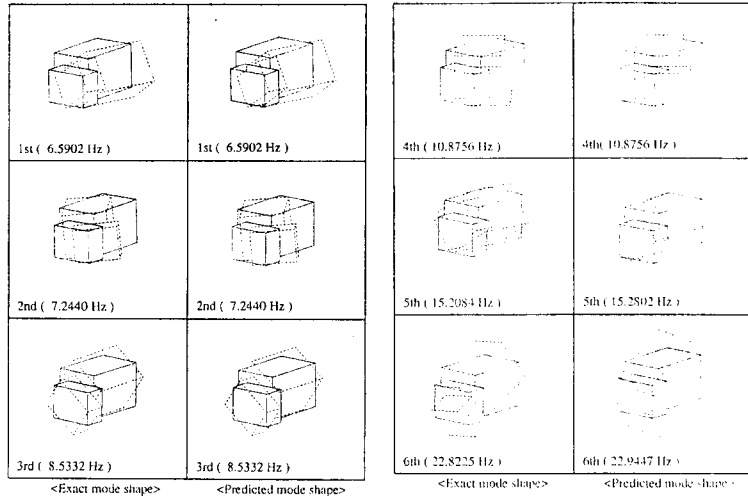 1st ( 6.5902 Hz )
1st ( 6.5902 Hz )
2nd ( 7.2440 Hz )
2nd ( 7.2440 Hz )
3rd ( 8.5332 Hz )
3rd ( 8.5332 Hz )
<Exact mode shape>
<Predicted mode shape>
4th ( 10.8756 Hz )
4th( 10.8756 Hz )
5th ( 15.2084 Hz )
5th ( 15.2802 Hz )
6th ( 22.8225 Hz )
6th ( 22.9447 Hz )
<Exact mode shape>
<Predicted mode shape>